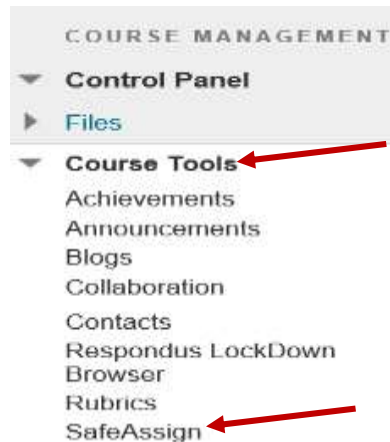 COURSE MANAGEMENT
Control Panel
Files
Course Tools
Achievements
Announcements
Blogs
Collaboration
Contacts
Respondus LockDown
Browser
Rubrics
SafeAssign